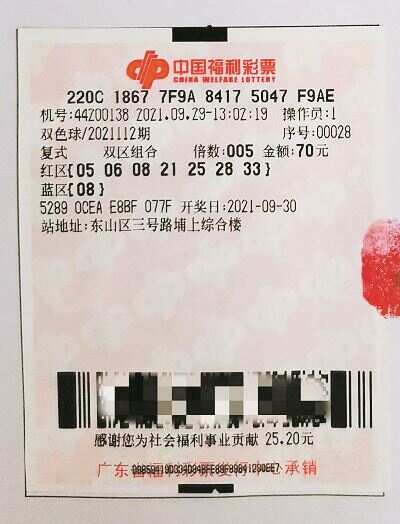 中国福利彩票
CHINA WELFARE LOTTERY
220C 1867 7F9A 8417 5047 F9AE
机号:44200138 2021.09.29-13:02:19 操作员:1
双色球/2021112期 序号:00028
复式 双区组合 倍数:005 金额:70元
红区{05 06 08 21 25 28 33}
蓝区{08}
5289 0CEA E8BF 077F 开奖日:2021-09-30
站地址:东山区三号路埔上综合楼
感谢您为社会福利事业贡献 25.20元
广东省福利彩票发行中心承销